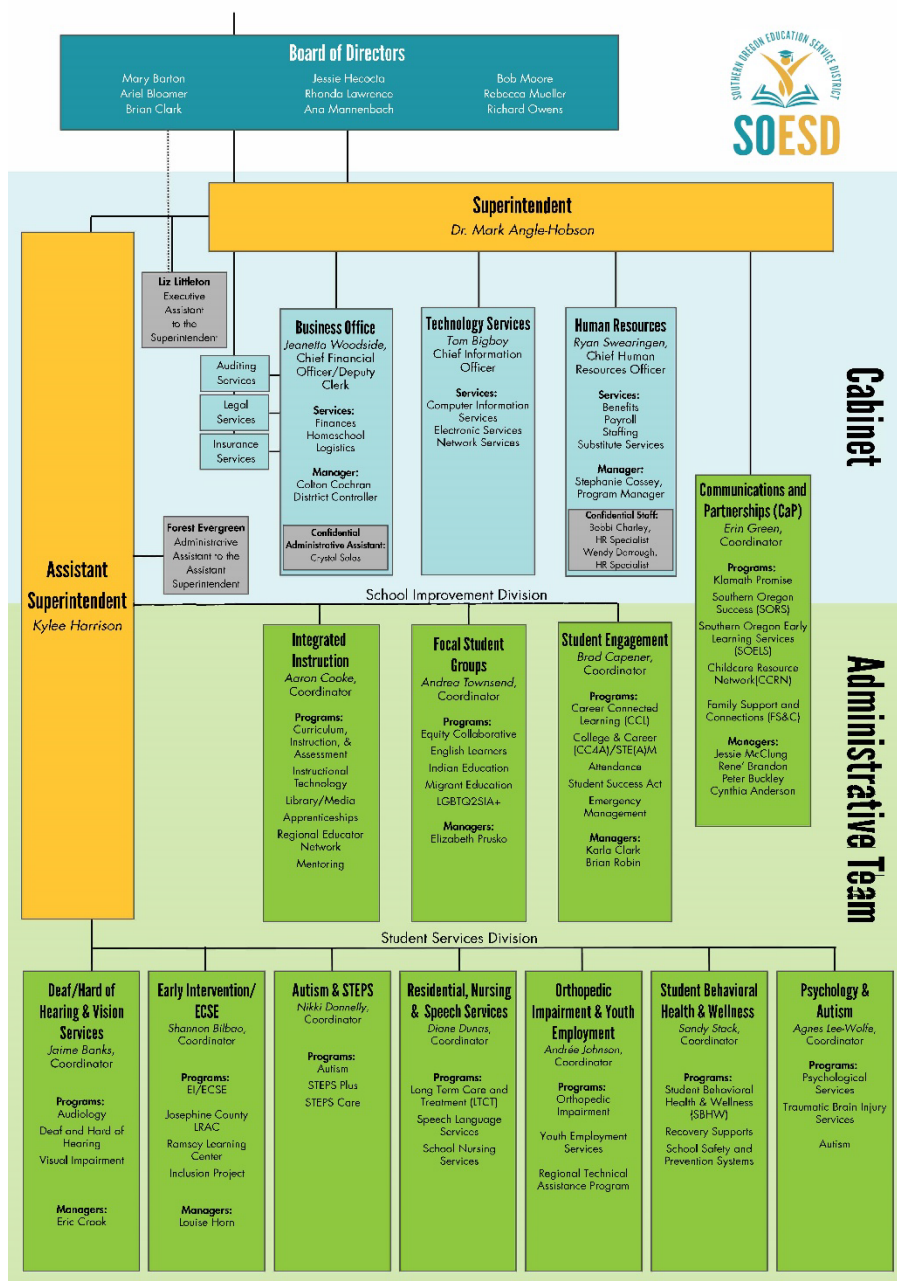 Board of Directors
Mary Barton
Ariel Bloomer
Brian Clark
Jessie Hecocta
Rhonda Lawrence
Ana Mannenbach
Bob Moore
Rebecca Mueller
Richard Owens
SOUTHERN OREGON EDUCATION SERVICE DISTRICT
SOESD
Superintendent
Dr. Mark Angle-Hobson
Cabinet
Assistant
Superintendent
Kylee Harrison
Liz Littleton
Executive
Assistant
to the
Superintendent
Auditing
Services
Legal
Services
Insurance
Services
Business Office
Jeanetta Woodside,
Chief Financial
Officer/Deputy
Clerk
Services:
Finances
Homeschool
Logistics
Manager:
Colton Cochran
District Controller
Confidential
Administrative Assistant:
Crystal Salas
Technology Services
Tam Bigboy
Chief Information
Officer
Services:
Computer Information
Services
Electronic Services
Network Services
Human Resources
Ryan Swearingen,
Chief Human
Resources Officer
Services:
Benefits
Payroll
Staffing
Substitute Services
Manager:
Stephanie Cossey,
Program Manager
Confidential Staff:
Bobbi Charley,
HR Specialist
Wendy Dorrough,
HR Specialist
Communications and
Partnerships (CaP)
Erin Green,
Coordinator
Programs:
Klamath Promise
Southern Oregon
Success (SORS)
Southern Oregon Early
Learning Services
(SOELS)
Childcare Resource
Network(CCRN)
Family Support and
Connections (FS&C)
Managers:
Jessie McClung
Rene' Brandon
Peter Buckley
Cynthia Anderson
Forest Evergreen
Administrative
Assistant to the
Assistant
Superintendent
Administrative Team
School Improvement Division
Integrated
Instruction
Aaron Cooke,
Coordinator
Programs:
Curriculum,
Instruction, &
Assessment
Instructional
Technology
Library/Media
Apprenticeships
Regional Educator
Network
Mentoring
Focal Student
Groups
Andrea Townsend,
Coordinator
Programs:
Equity Collaborative
English Learners
Indian Education
Migrant Education
LGBTQ2SIA+
Managers:
Elizabeth Prusko
Student Engagement
Brad Capener,
Coordinator
Programs:
Career Connected
Learning (CCL)
College & Career
(CC4A)/STE(A)M
Attendance
Student Success Act
Emergency
Management
Managers:
Karla Clark
Brian Robin
Student Services Division
Deaf/Hard of
Hearing & Vision
Services
Jaime Banks,
Coordinator
Programs:
Audiology
Deaf and Hard of
Hearing
Visual Impairment
Managers:
Eric Crook
Early Intervention/
ECSE
Shannon Bilbao,
Coordinator
Programs:
EI/ECSE
Josephine County
LRAC
Ramsay Learning
Center
Inclusion Project
Managers:
Louise Horn
Autism & STEPS
Nikki Donnelly,
Coordinator
Programs:
Autism
STEPS Plus
STEPS Care
Residential, Nursing
& Speech Services
Diane Dunas,
Coordinator
Programs:
Long Term Care and
Treatment (LTCT)
Speech Language
Services
School Nursing
Services
Orthopedic
Impairment & Youth
Employment
Andrée Johnson,
Coordinator
Programs:
Orthopedic
Impairment
Youth Employment
Services
Regional Technical
Assistance Program
Student Behavioral
Health & Wellness
Sandy Stack,
Coordinator
Programs:
Student Behavioral
Health & Wellness
(SBHW)
Recovery Supports
School Safety and
Prevention Systems
Psychology &
Autism
Agnes Lee-Wolfe,
Coordinator
Programs:
Psychological
Services
Traumatic Brain Injury
Services
Autism